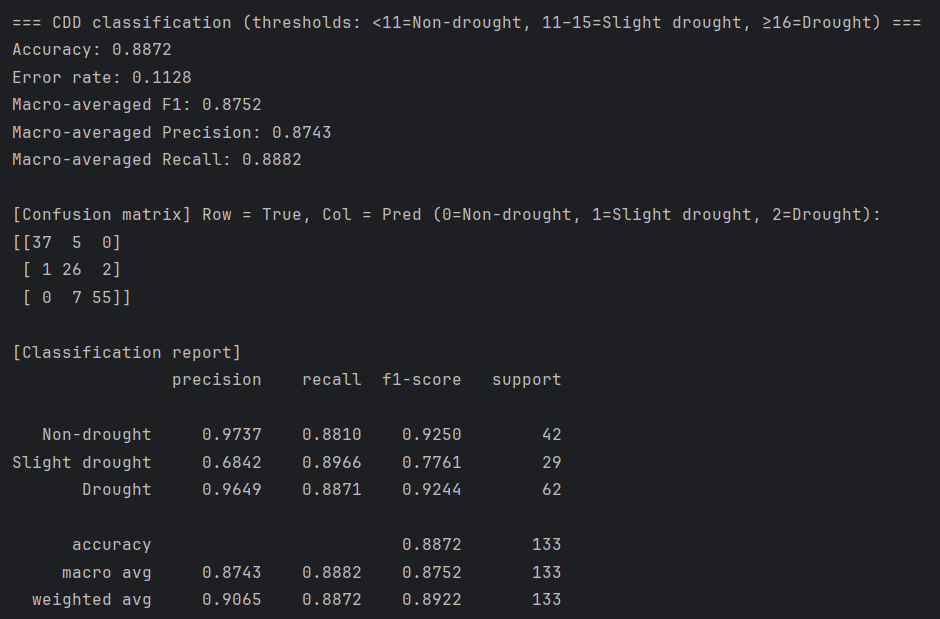 === CDD classification (thresholds: <11=Non-drought, 11–15=Slight drought, ≥16=Drought) ===
Accuracy: 0.8872
Error rate: 0.1128
Macro-averaged F1: 0.8752
Macro-averaged Precision: 0.8743
Macro-averaged Recall: 0.8882
[Confusion matrix] Row = True, Col = Pred (0=Non-drought, 1=Slight drought, 2=Drought):
[[37  5  0]
 [ 1 26  2]
 [ 0  7 55]]
[Classification report]
                precision    recall  f1-score   support
   Non-drought     0.9737    0.8810    0.9250        42
Slight drought     0.6842    0.8966    0.7761        29
       Drought     0.9649    0.8871    0.9244        62
      accuracy                         0.8872       133
     macro avg     0.8743    0.8882    0.8752       133
  weighted avg     0.9065    0.8872    0.8922       133